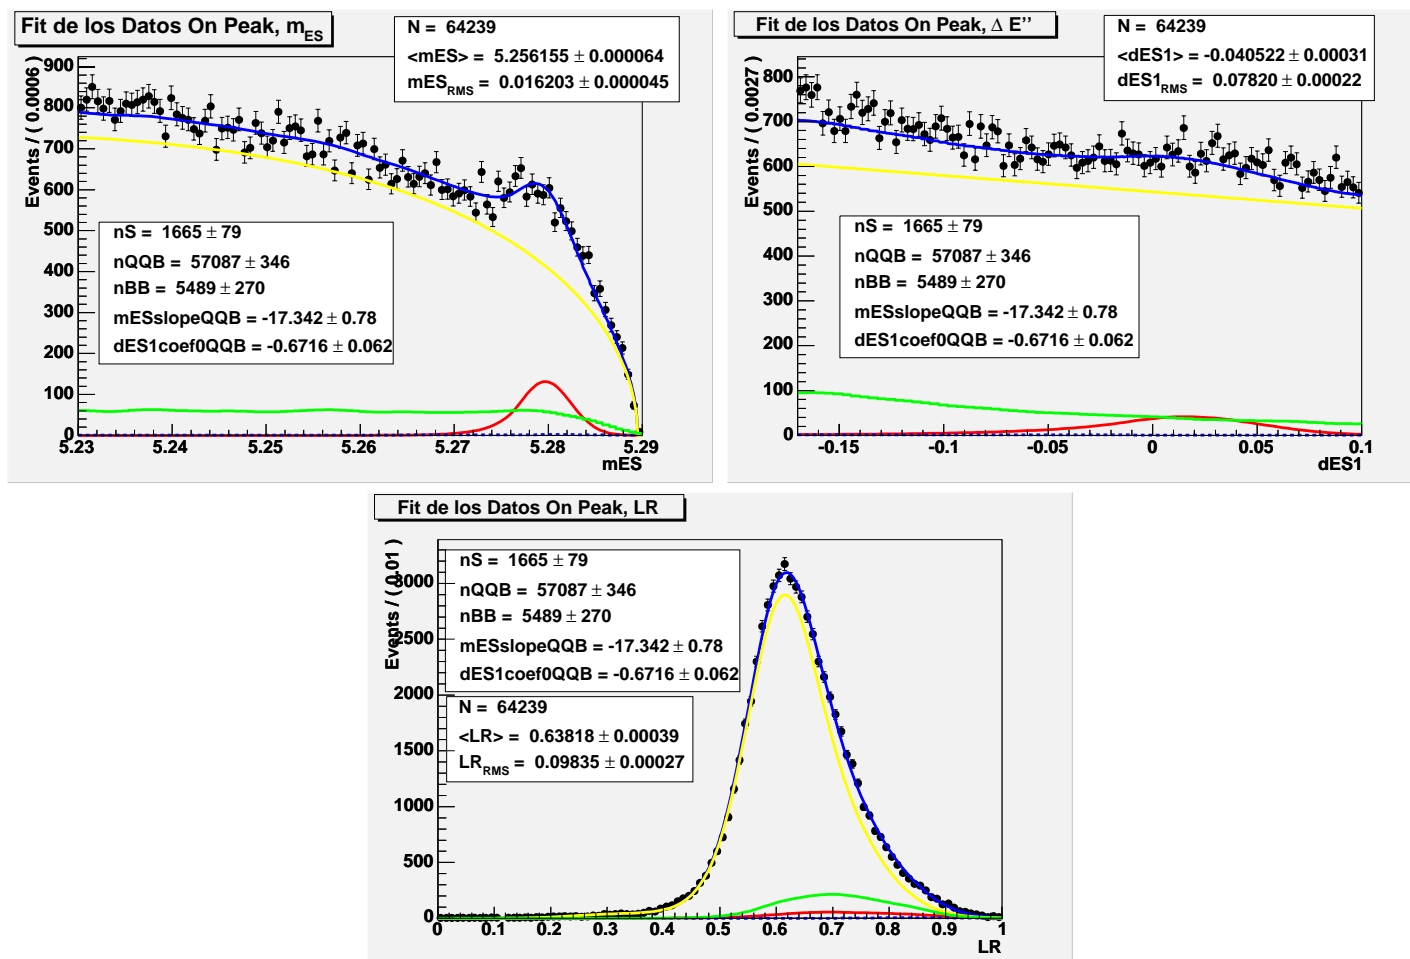 Fit de los Datos On Peak, m_ES
N = 64239
<mES> = 5.256155 ± 0.000064
mES_RMS = 0.016203 ± 0.000045
Events / ( 0.0006 )
900
800
700
600
500
400
300
200
100
0
nS = 1665 ± 79
nQQB = 57087 ± 346
nBB = 5489 ± 270
mESslopeQQB = -17.342 ± 0.78
dES1coef0QQB = -0.6716 ± 0.062
5.23 5.24 5.25 5.26 5.27 5.28 5.29
mES
Fit de los Datos On Peak, Δ E''
N = 64239
<dES1> = -0.040522 ± 0.00031
dES1_RMS = 0.07820 ± 0.00022
Events / ( 0.0027 )
800
700
600
500
400
300
200
100
0
nS = 1665 ± 79
nQQB = 57087 ± 346
nBB = 5489 ± 270
mESslopeQQB = -17.342 ± 0.78
dES1coef0QQB = -0.6716 ± 0.062
-0.15 -0.1 -0.05 0 0.05 0.1
dES1
Fit de los Datos On Peak, LR
Events / ( 0.01 )
3000
2500
2000
1500
1000
500
0
nS = 1665 ± 79
nQQB = 57087 ± 346
nBB = 5489 ± 270
mESslopeQQB = -17.342 ± 0.78
dES1coef0QQB = -0.6716 ± 0.062
N = 64239
<LR> = 0.63818 ± 0.00039
LR_RMS = 0.09835 ± 0.00027
0 0.1 0.2 0.3 0.4 0.5 0.6 0.7 0.8 0.9 1
LR